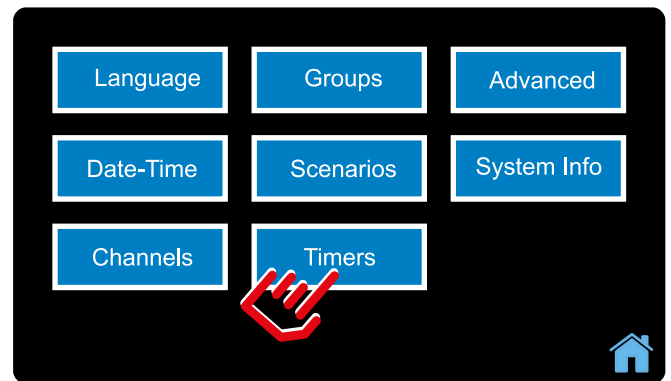 Language
Groups
Advanced
Date-Time
Scenarios
System Info
Channels
Timers